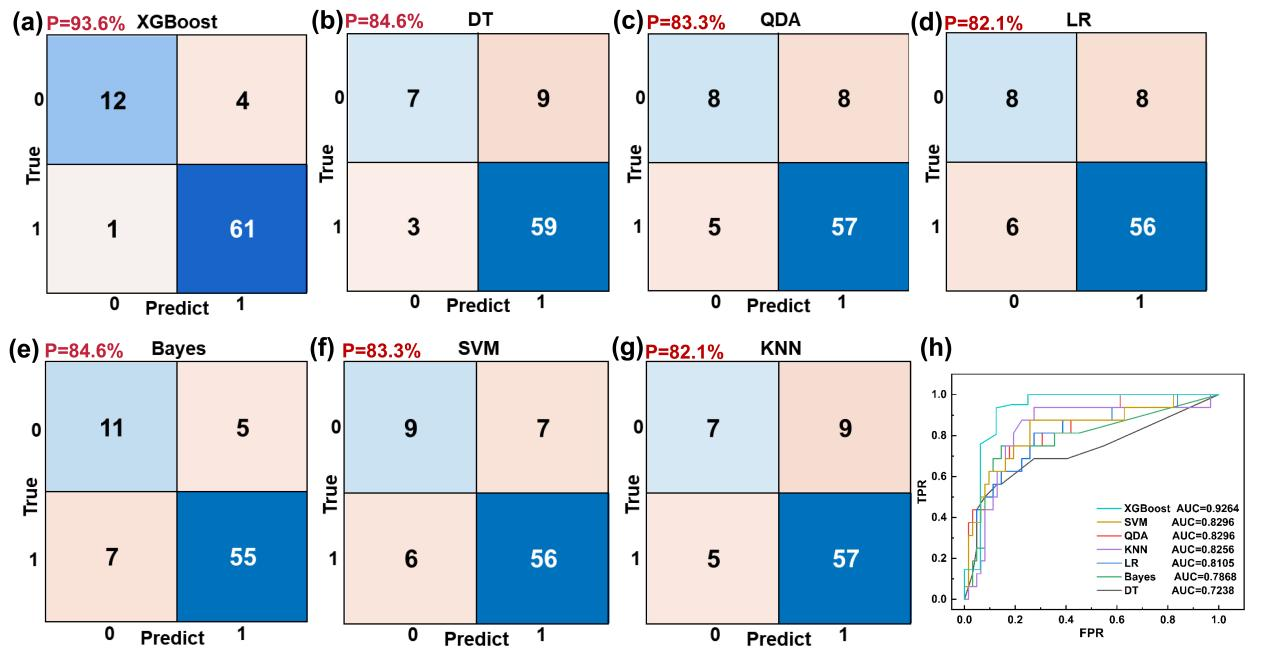 (a) P=93.6% XGBoost
0 12 4
True
1 1 61
0 Predict 1
(b) P=84.6% DT
0 7 9
True
1 3 59
0 Predict 1
(c) P=83.3% QDA
0 8 8
True
1 5 57
0 Predict 1
(d) P=82.1% LR
0 8 8
True
1 6 56
0 Predict 1
(e) P=84.6% Bayes
0 11 5
True
1 7 55
0 Predict 1
(f) P=83.3% SVM
0 9 7
True
1 6 56
0 Predict 1
(g) P=82.1% KNN
0 7 9
True
1 5 57
0 Predict 1
(h)
1.0
0.8
0.6
0.4
0.2
0.0
TPR
XGBoost AUC=0.9264
SVM AUC=0.8296
QDA AUC=0.8296
KNN AUC=0.8256
LR AUC=0.8105
Bayes AUC=0.7868
DT AUC=0.7238
0.0 0.2 0.4 0.6 0.8 1.0
FPR